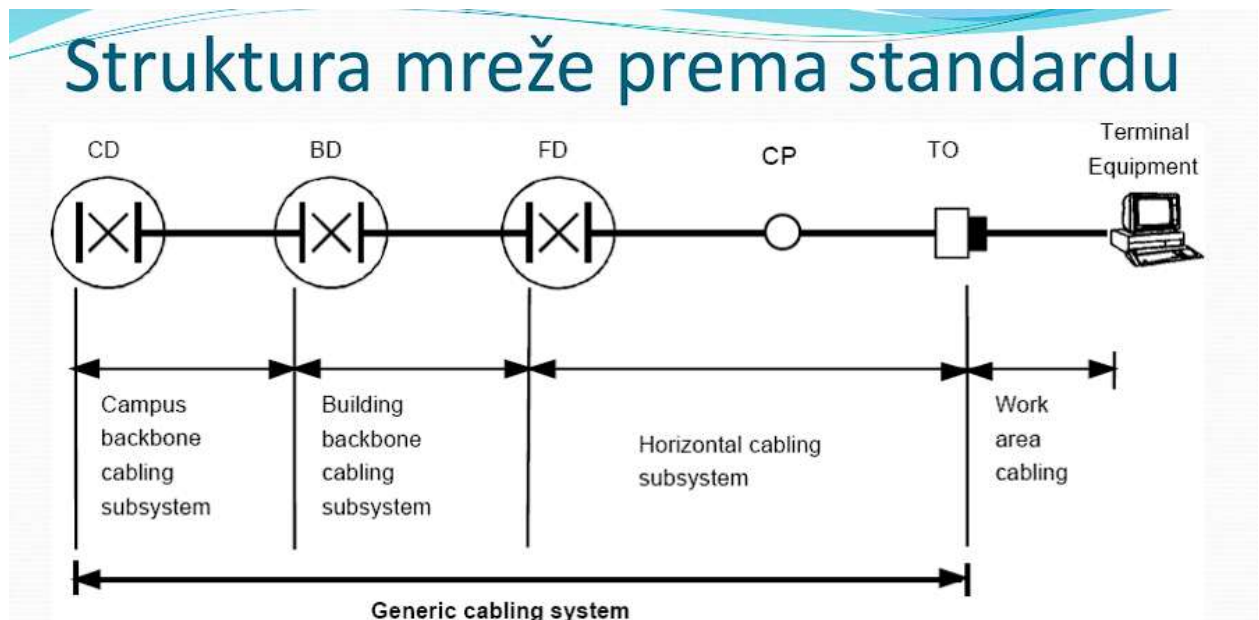 Struktura mreže prema standardu
CD
BD
FD
CP
TO
Terminal
Equipment
Campus
backbone
cabling
subsystem
Building
backbone
cabling
subsystem
Horizontal cabling
subsystem
Work
area
cabling
Generic cabling system